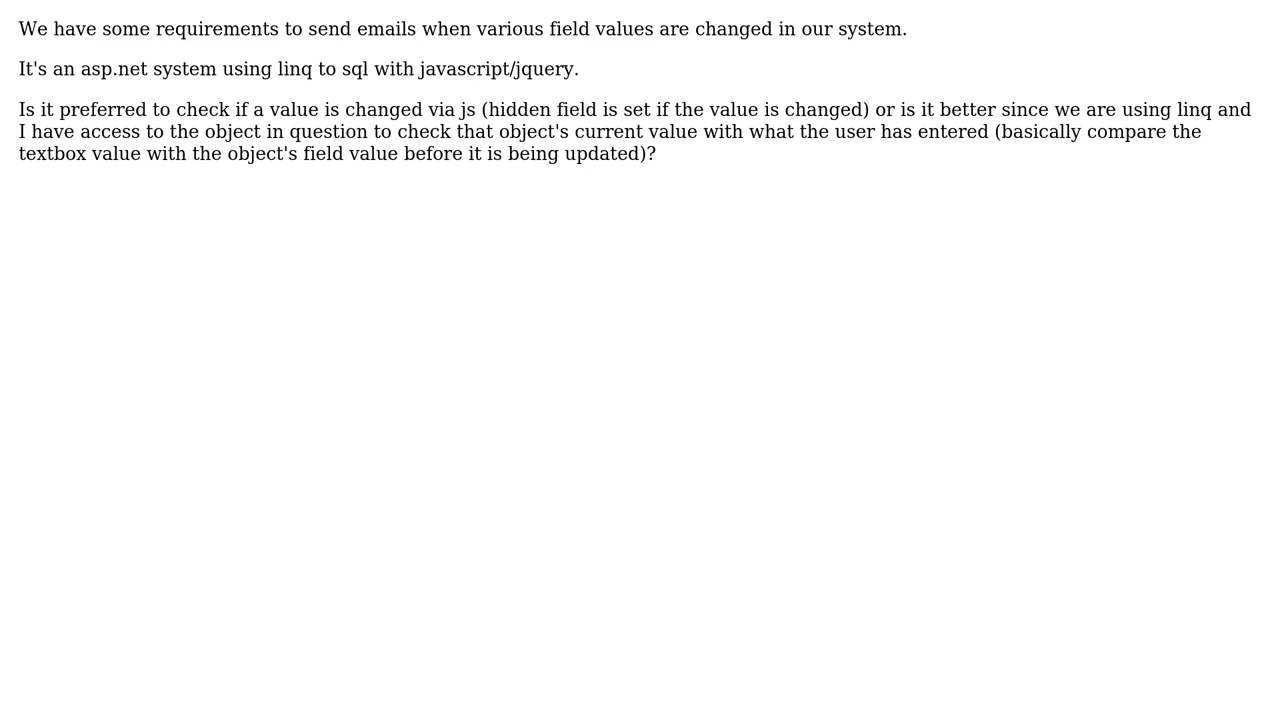 We have some requirements to send emails when various field values are changed in our system.
It's an asp.net system using linq to sql with javascript/jquery.
Is it preferred to check if a value is changed via js (hidden field is set if the value is changed) or is it better since we are using linq and
I have access to the object in question to check that object's current value with what the user has entered (basically compare the
textbox value with the object's field value before it is being updated)?